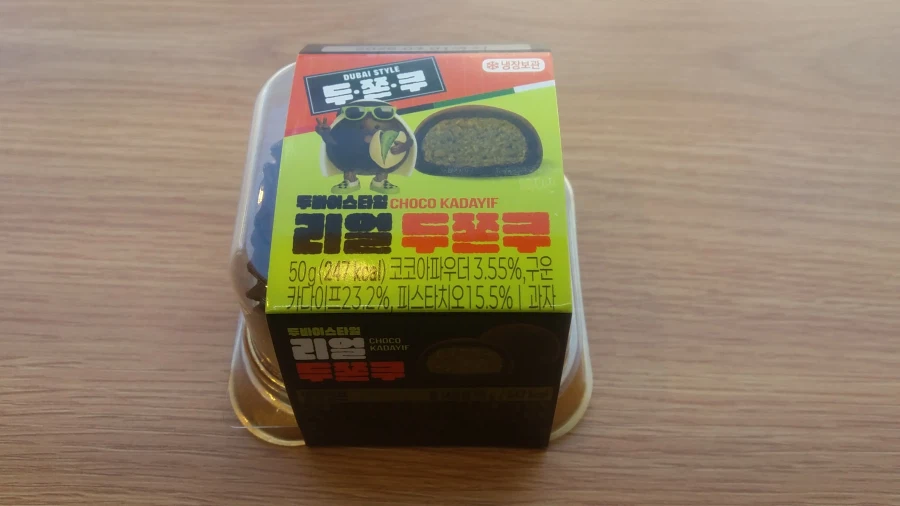 냉장보관
DUBAI STYLE
두·쫀·쿠
두바이스타일 CHOCO KADAYIF
리얼 두쫀쿠
50g (247 kcal) 코코아파우더 3.55%, 구운
카다이프23.2%, 피스타치오15.5% | 과자
두바이스타일
리얼 CHOCO
KADAYIF
두쫀쿠